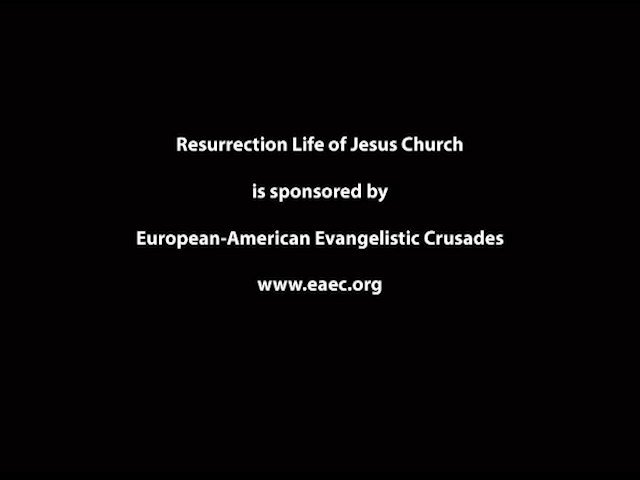 Resurrection Life of Jesus Church
is sponsored by
European-American Evangelistic Crusades
www.eaec.org